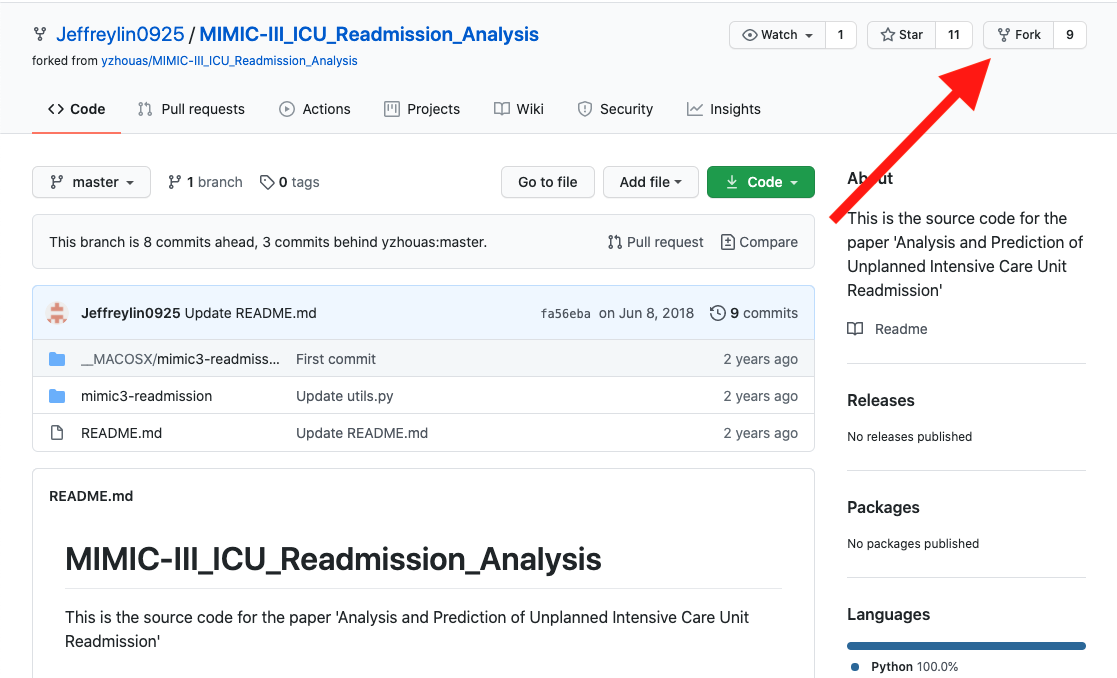 Jeffreylin0925 / MIMIC-III_ICU_Readmission_Analysis
Watch 1 Star 11 Fork 9
forked from yzhouas/MIMIC-III_ICU_Readmission_Analysis
Code Pull requests Actions Projects Wiki Security Insights
master 1 branch 0 tags Go to file Add file Code
This branch is 8 commits ahead, 3 commits behind yzhouas:master. Pull request Compare
Jeffreylin0925 Update README.md fa56eba on Jun 8, 2018 9 commits
__MACOSX/mimic3-readmiss... First commit 2 years ago
mimic3-readmission Update utils.py 2 years ago
README.md Update README.md 2 years ago
README.md
MIMIC-III_ICU_Readmission_Analysis
This is the source code for the paper 'Analysis and Prediction of Unplanned Intensive Care Unit
Readmission'
About
This is the source code for the
paper 'Analysis and Prediction of
Unplanned Intensive Care Unit
Readmission'
Readme
Releases
No releases published
Packages
No packages published
Languages
Python 100.0%